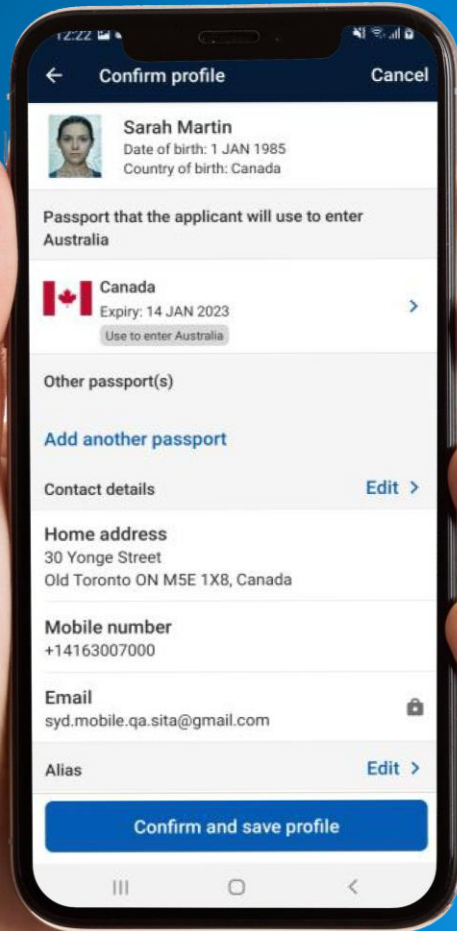 12:22
← Confirm profile Cancel
Sarah Martin
Date of birth: 1 JAN 1985
Country of birth: Canada
Passport that the applicant will use to enter
Australia
Canada
Expiry: 14 JAN 2023
Use to enter Australia
Other passport(s)
Add another passport
Contact details Edit >
Home address
30 Yonge Street
Old Toronto ON M5E 1X8, Canada
Mobile number
+14163007000
Email
syd.mobile.qa.sita@gmail.com
Alias Edit >
Confirm and save profile